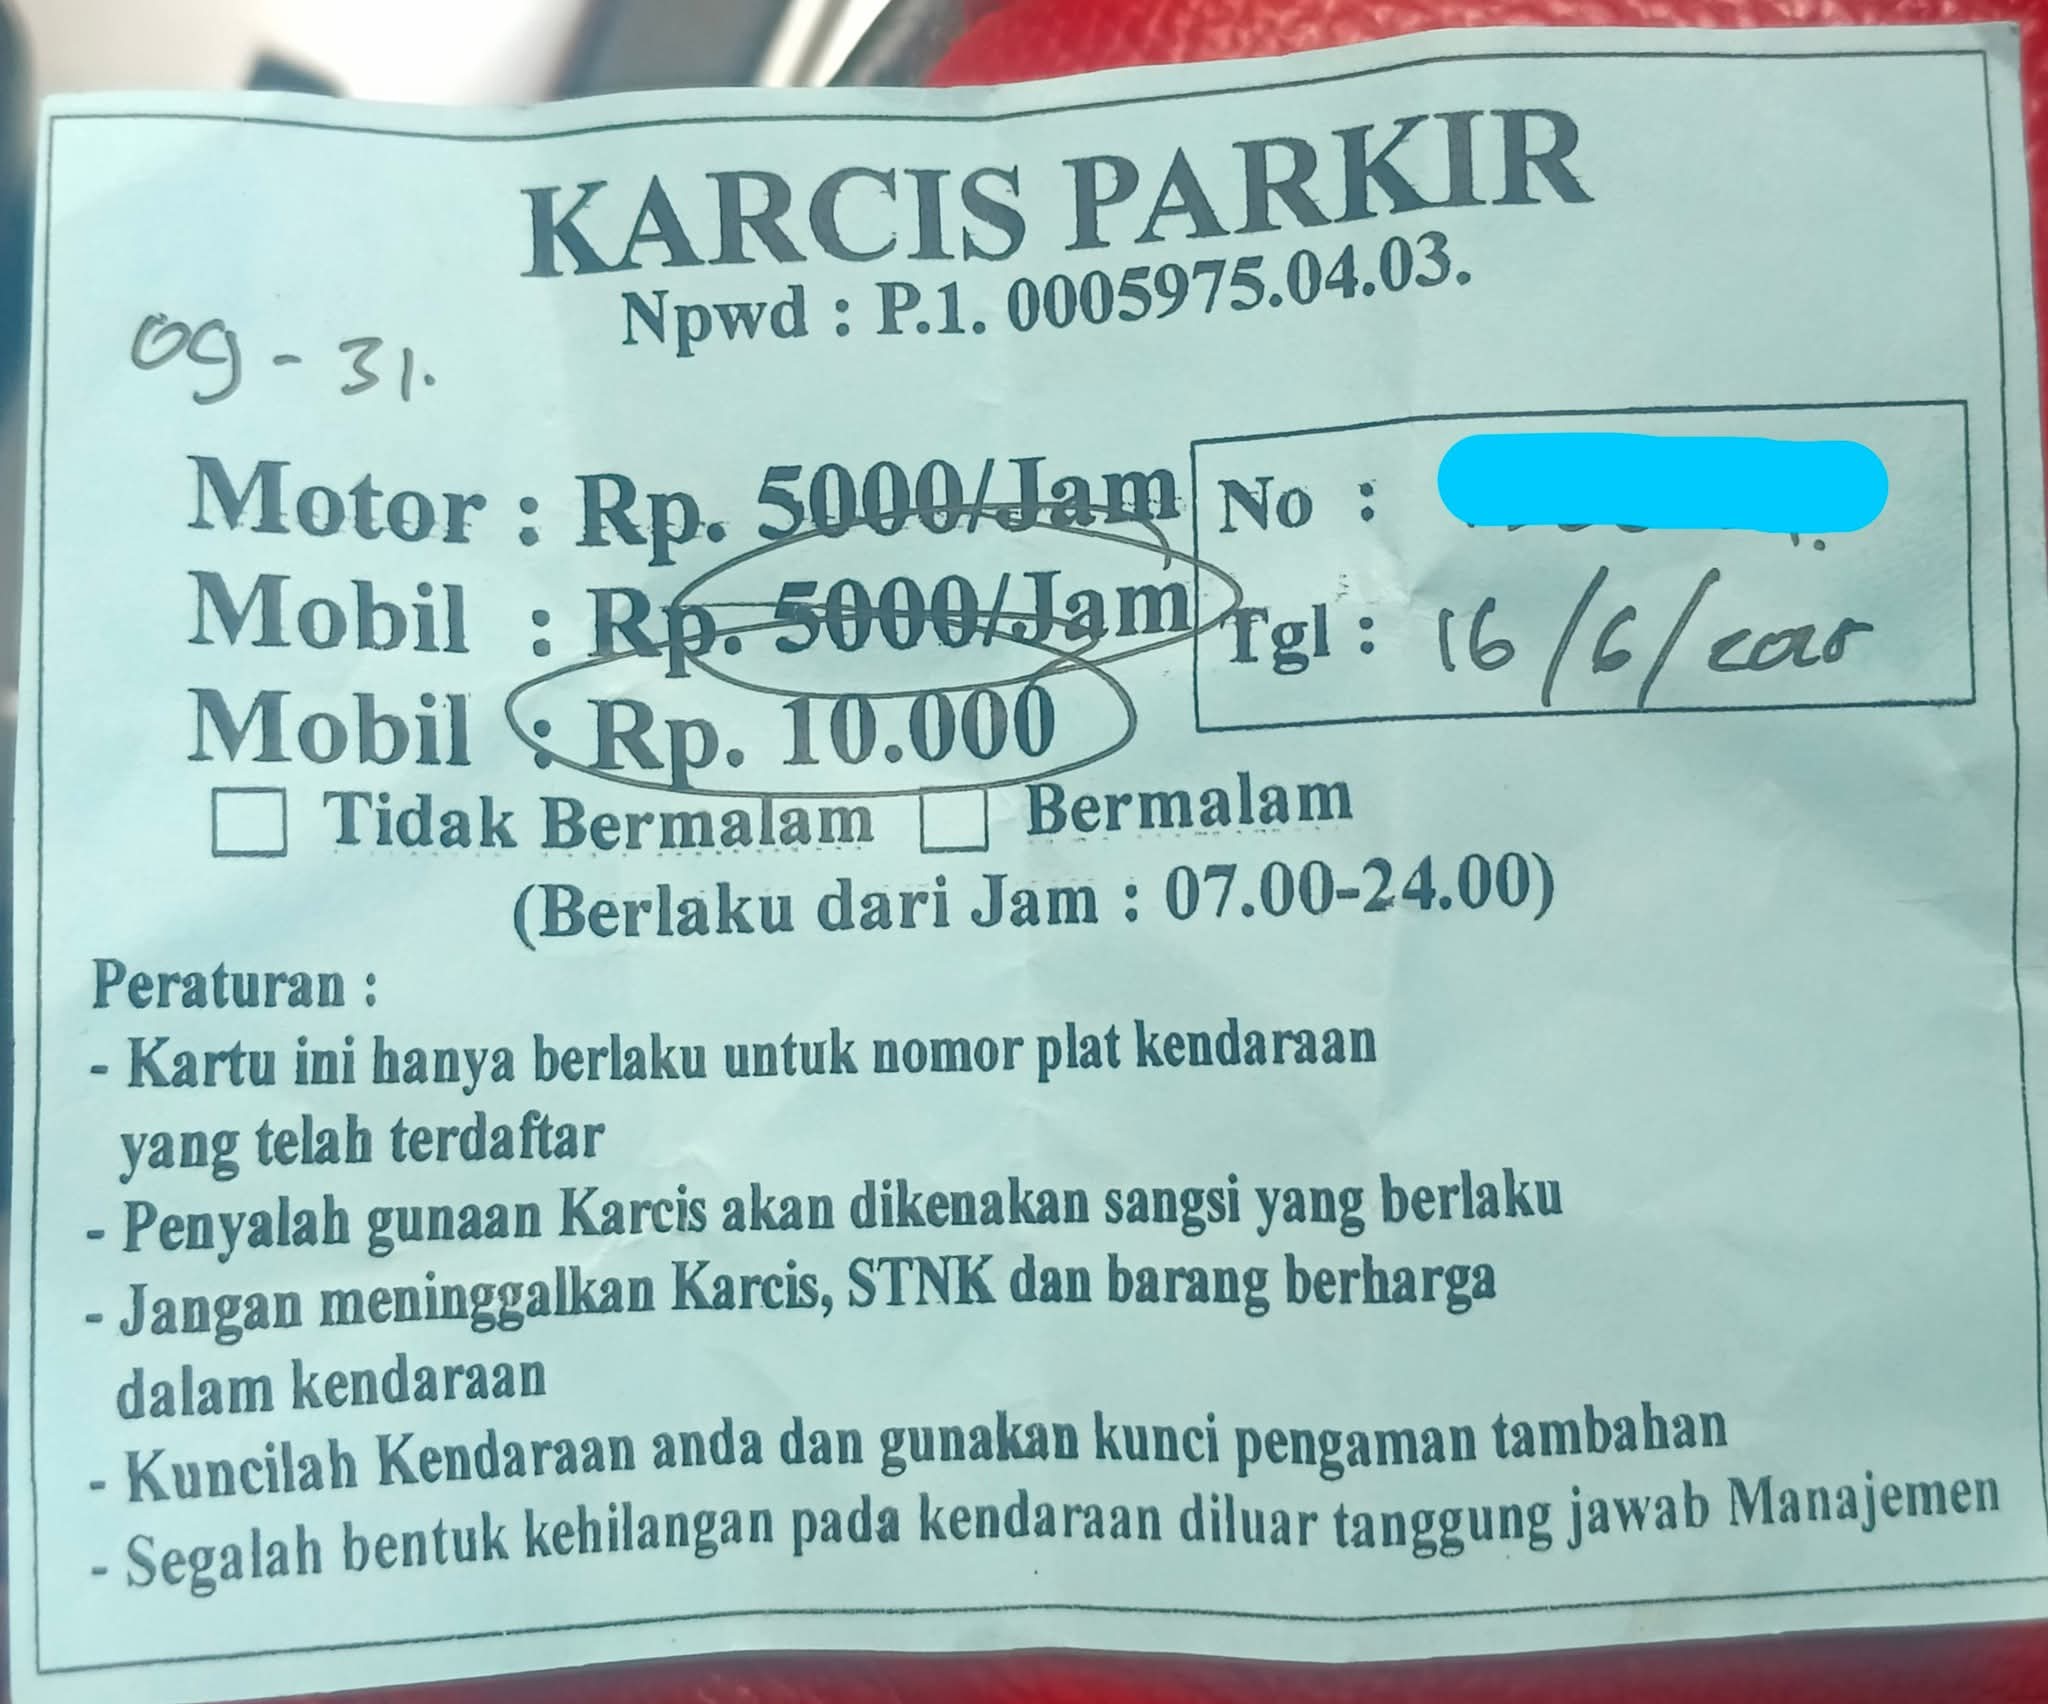 KARCIS PARKIR
Npwd : P.1. 0005975.04.03.
09-31.
Motor : Rp. 5000/Jam
No :
Mobil : Rp. 5000/Jam
Tgl : 16/6/2025
Mobil : Rp. 10.000
Tidak Bermalam Bermalam
(Berlaku dari Jam : 07.00-24.00)
Peraturan :
- Kartu ini hanya berlaku untuk nomor plat kendaraan
yang telah terdaftar
- Penyalah gunaan Karcis akan dikenakan sangsi yang berlaku
- Jangan meninggalkan Karcis, STNK dan barang berharga
dalam kendaraan
- Kuncilah Kendaraan anda dan gunakan kunci pengaman tambahan
- Segalah bentuk kehilangan pada kendaraan diluar tanggung jawab Manajemen